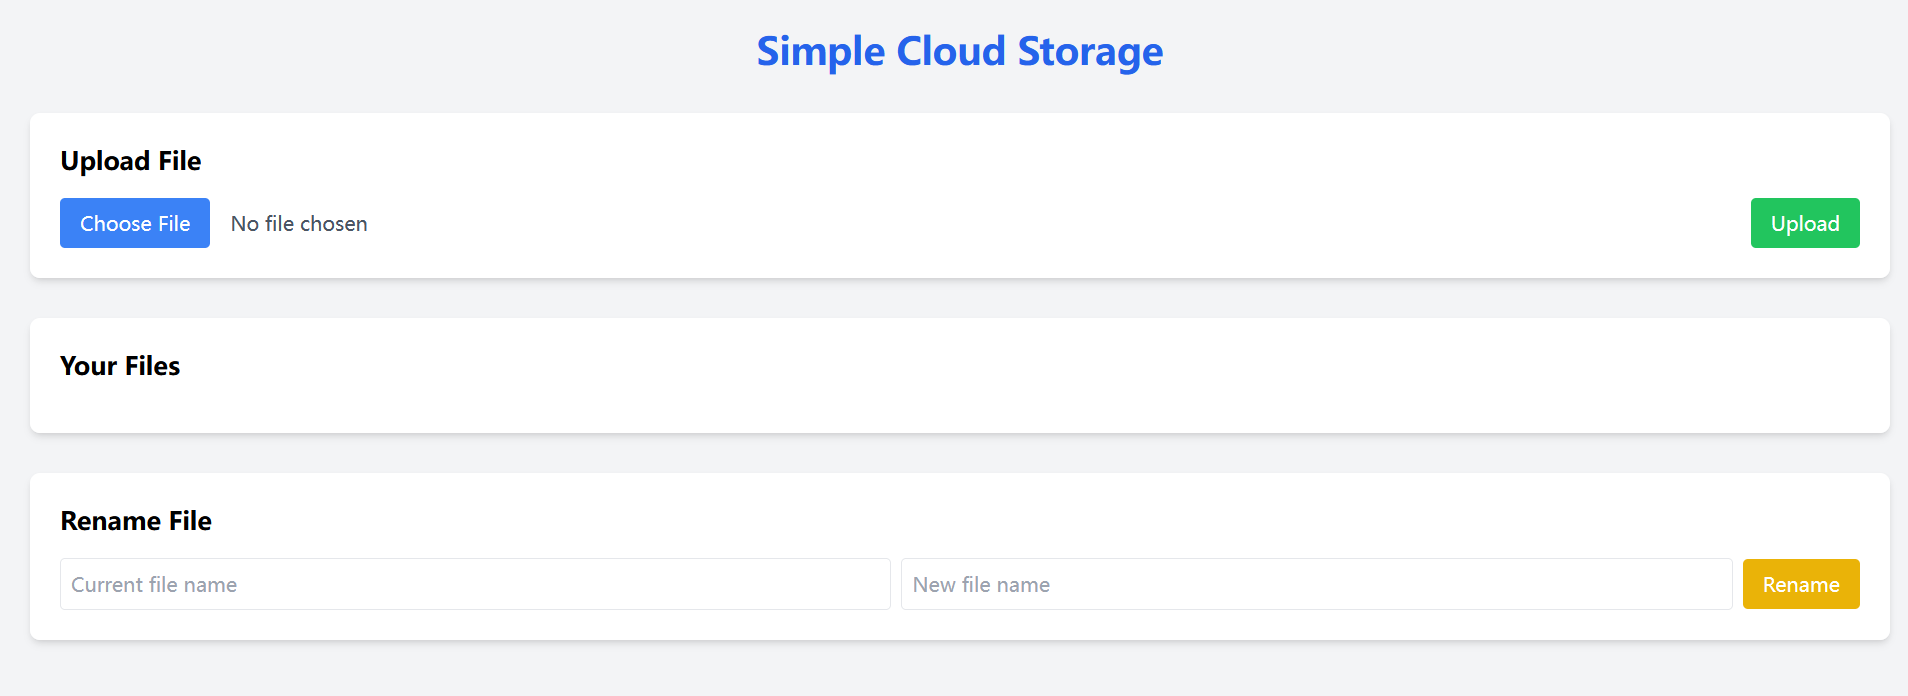 Simple Cloud Storage
Upload File
Choose File No file chosen Upload
Your Files
Rename File
Current file name New file name Rename